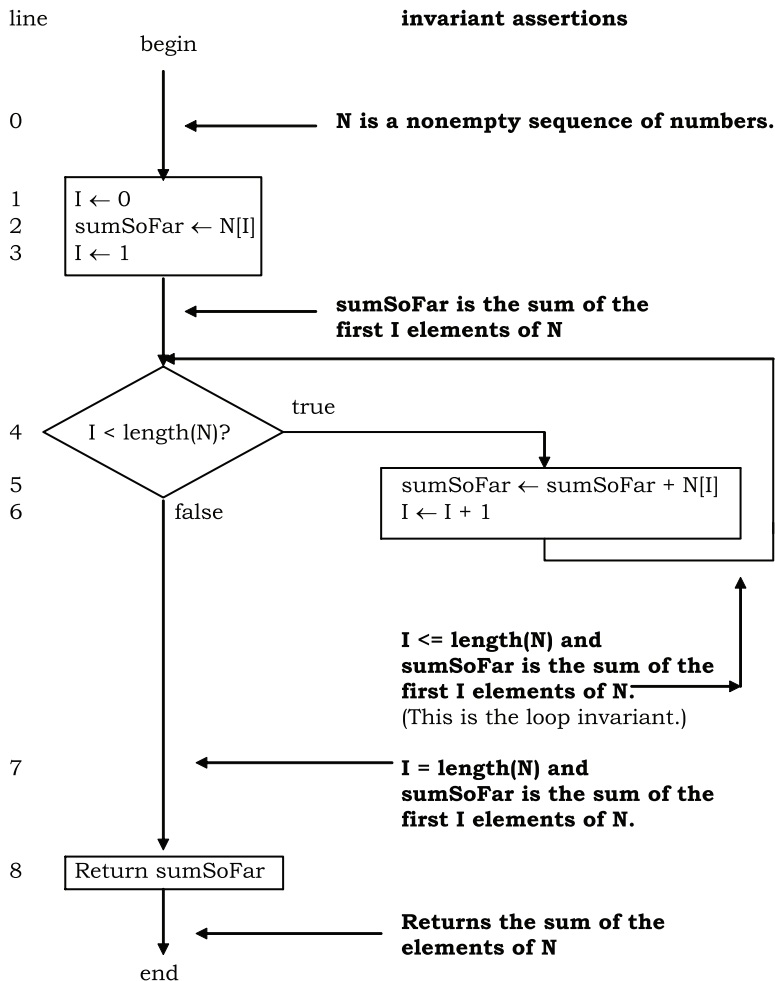 line
invariant assertions
begin
0
N is a nonempty sequence of numbers.
1
I ← 0
2
sumSoFar ← N[I]
3
I ← 1
sumSoFar is the sum of the
first I elements of N
true
4
I < length(N)?
5
sumSoFar ← sumSoFar + N[I]
6
false
I ← I + 1
I <= length(N) and
sumSoFar is the sum of the
first I elements of N.
(This is the loop invariant.)
7
I = length(N) and
sumSoFar is the sum of the
first I elements of N.
8
Return sumSoFar
Returns the sum of the
elements of N
end